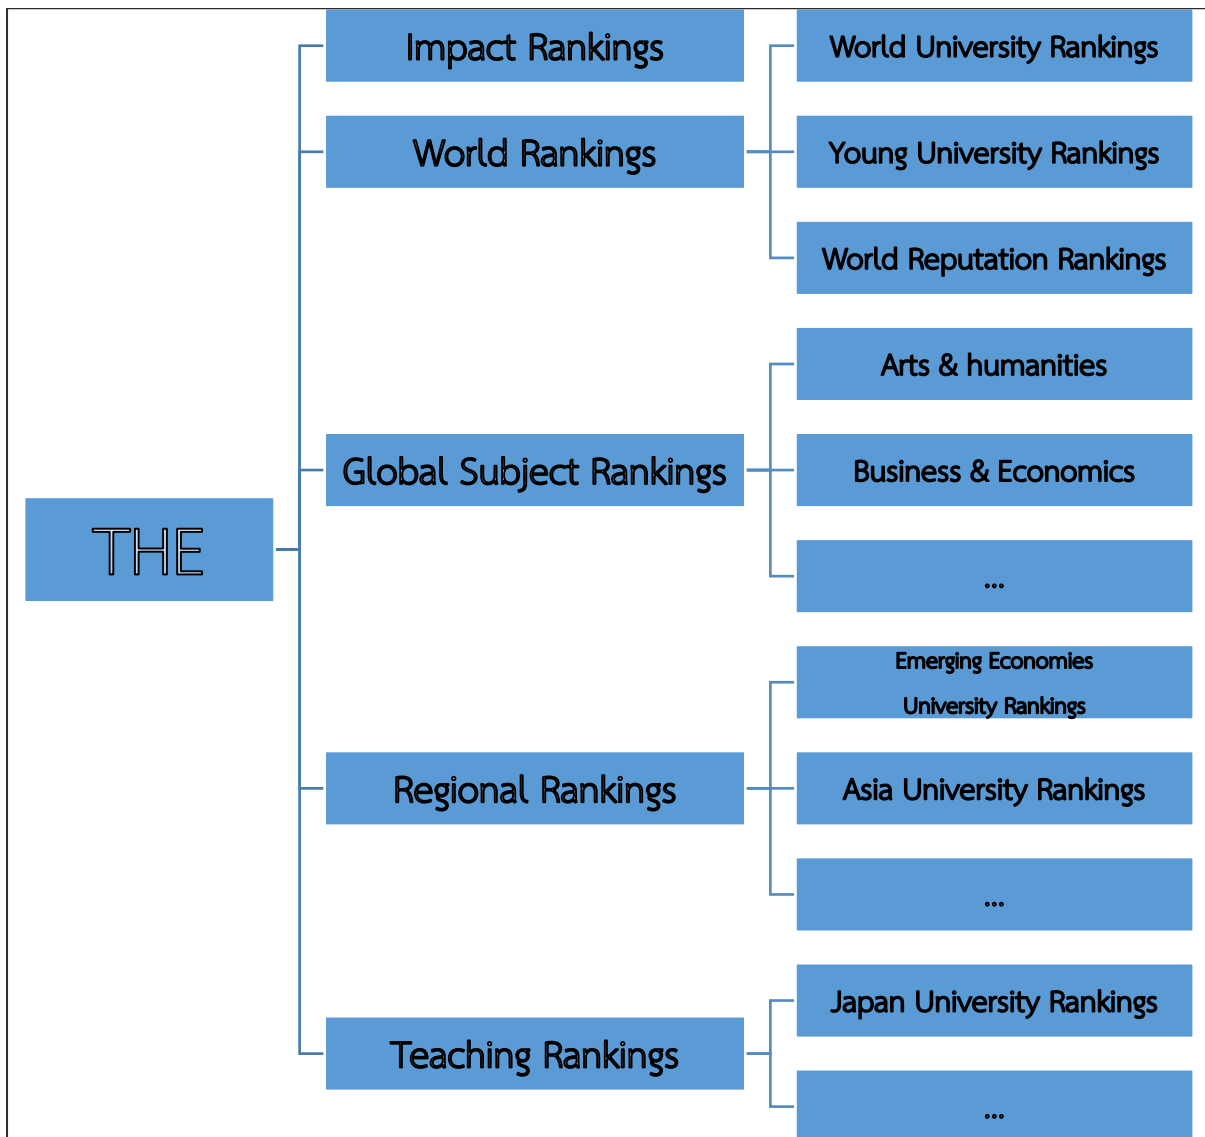 THE
Impact Rankings
World Rankings
World University Rankings
Young University Rankings
World Reputation Rankings
Global Subject Rankings
Arts & humanities
Business & Economics
...
Regional Rankings
Emerging Economies
University Rankings
Asia University Rankings
...
Teaching Rankings
Japan University Rankings
...